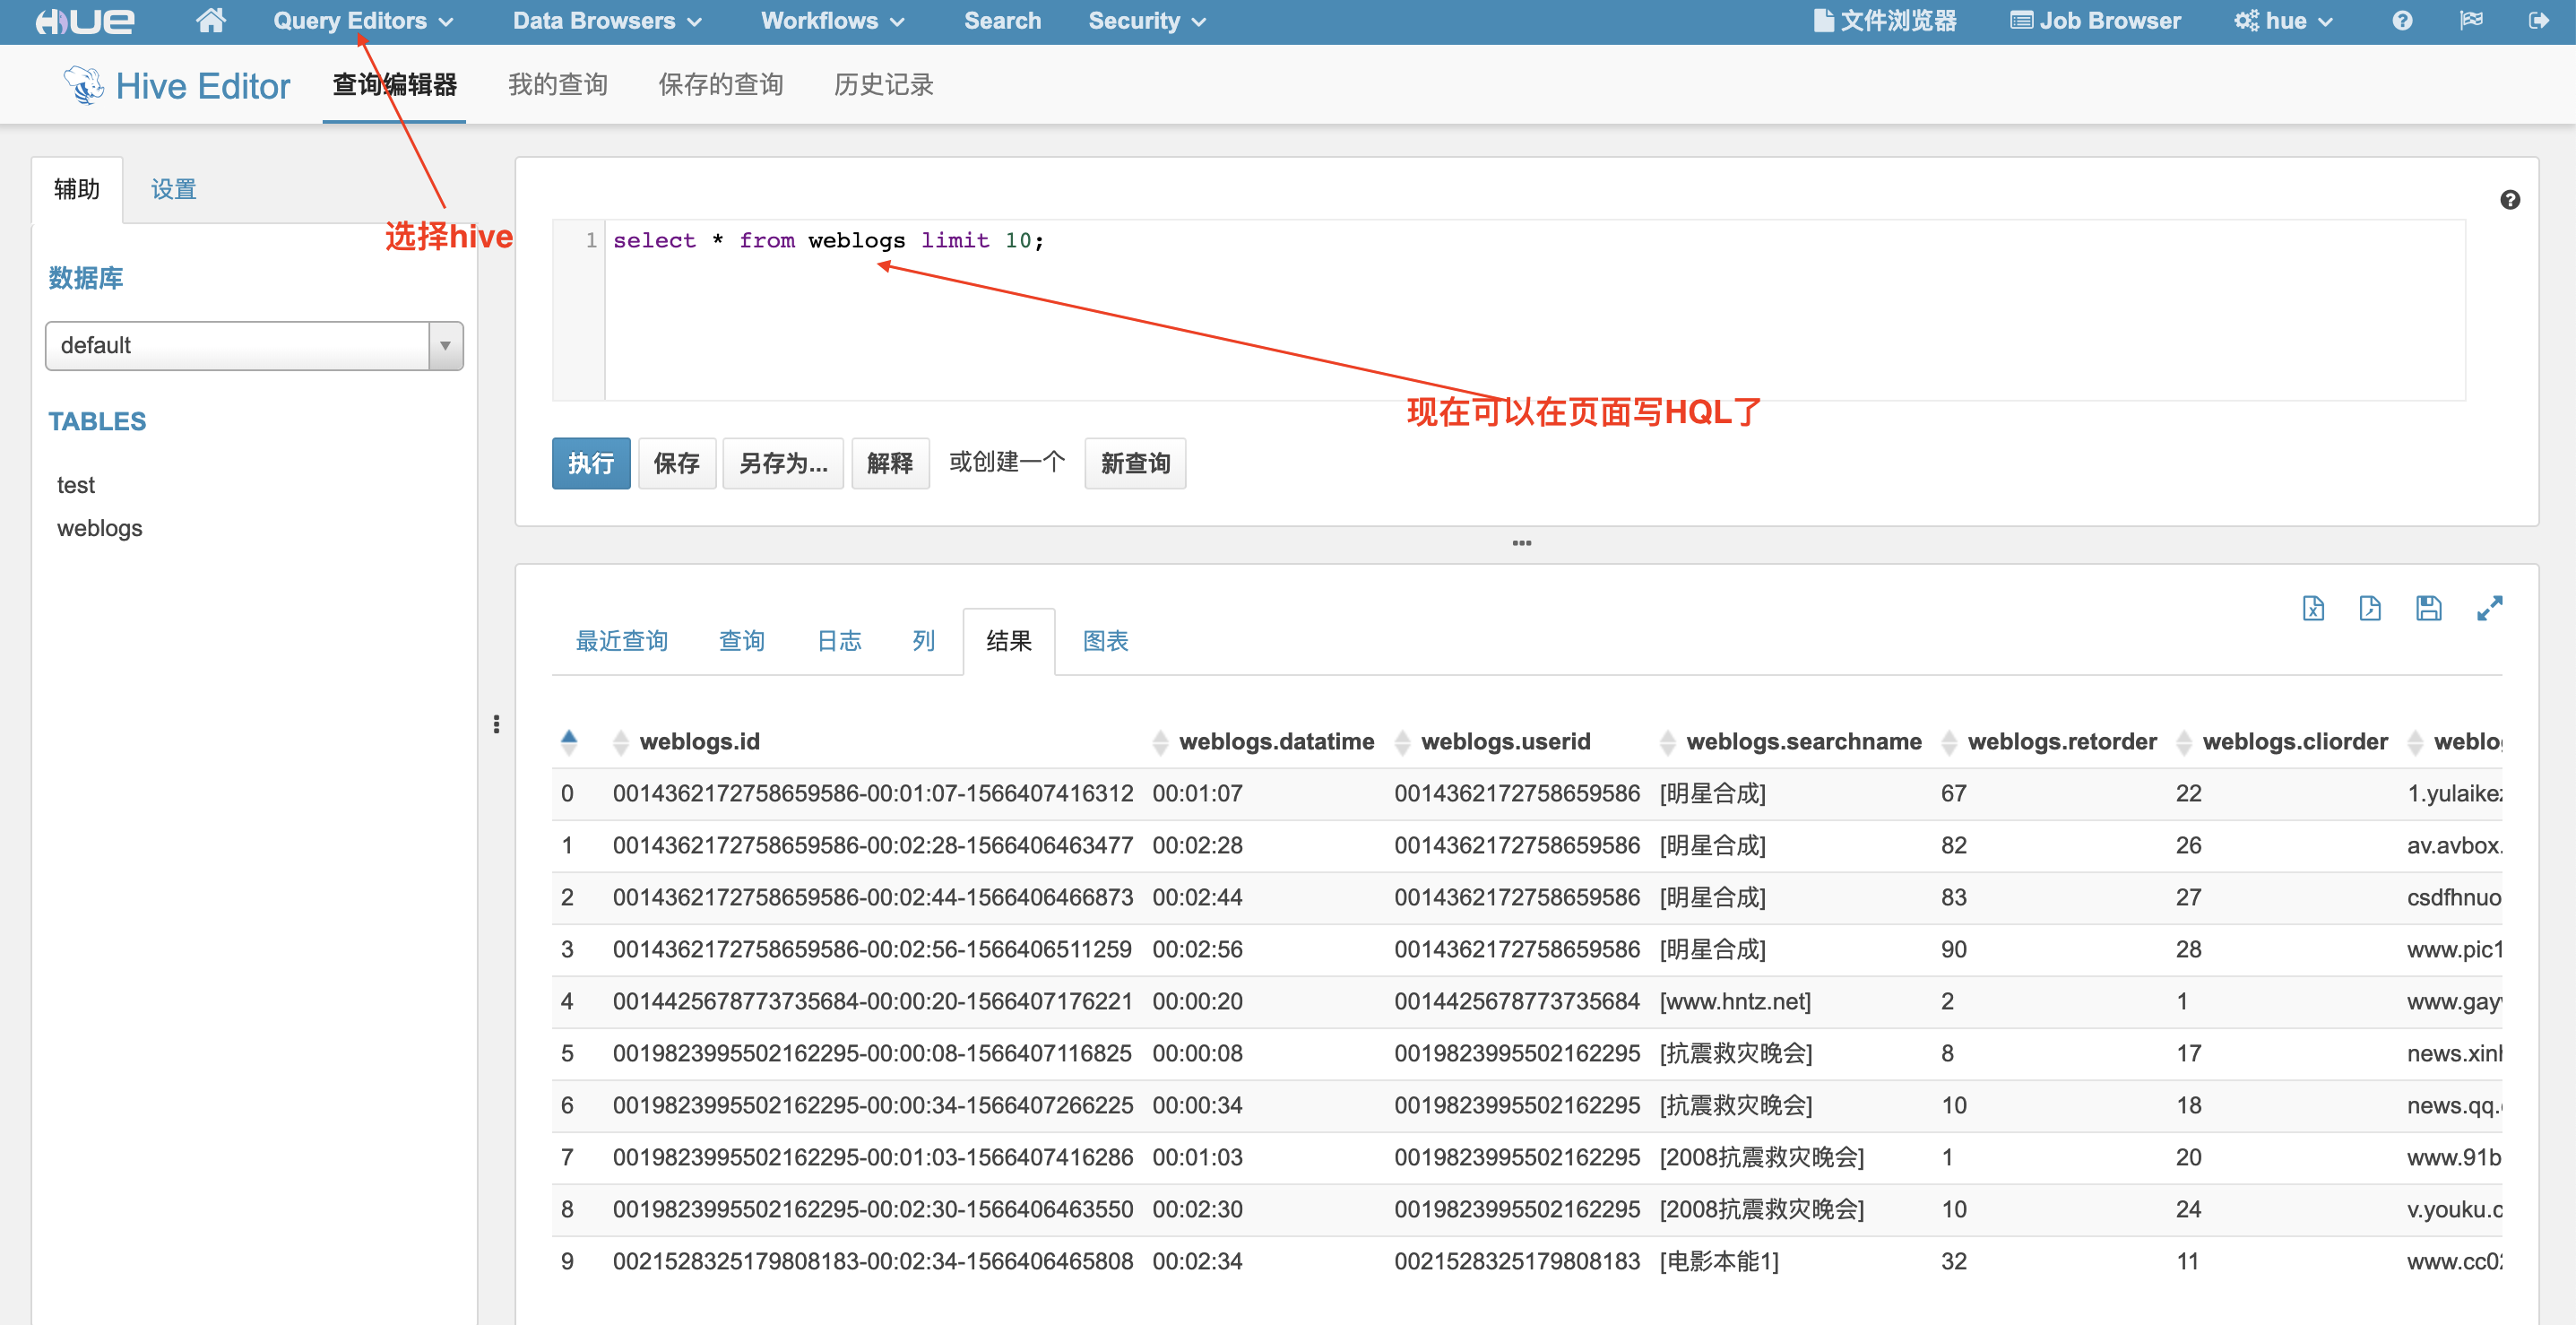 HUE Query Editors Data Browsers Workflows Search Security 文件浏览器 Job Browser hue
Hive Editor 查询编辑器 我的查询 保存的查询 历史记录
辅助 设置
选择hive
数据库
default
TABLES
test
weblogs
1 select * from weblogs limit 10;
现在可以在页面写HQL了
执行 保存 另存为... 解释 或创建一个 新查询
最近查询 查询 日志 列 结果 图表
weblogs.id weblogs.datatime weblogs.userid weblogs.searchname weblogs.retorder weblogs.cliorder
0 0014362172758659586-00:01:07-1566407416312 00:01:07 0014362172758659586 [明星合成] 67 22
1 0014362172758659586-00:02:28-1566406463477 00:02:28 0014362172758659586 [明星合成] 82 26 av.avbox.
2 0014362172758659586-00:02:44-1566406466873 00:02:44 0014362172758659586 [明星合成] 83 27 csdfhnuo
3 0014362172758659586-00:02:56-1566406511259 00:02:56 0014362172758659586 [明星合成] 90 28 www.pic1
4 0014425678773735684-00:00:20-1566407176221 00:00:20 0014425678773735684 [www.hntz.net] 2 1
5 0019823995502162295-00:00:08-1566407116825 00:00:08 0019823995502162295 [抗震救灾晚会] 8 17
6 0019823995502162295-00:00:34-1566407266225 00:00:34 0019823995502162295 [抗震救灾晚会] 10 18 news.qq.
7 0019823995502162295-00:01:03-1566407416286 00:01:03 0019823995502162295 [2008抗震救灾晚会] 1 20 www.91b
8 0019823995502162295-00:02:30-1566406463550 00:02:30 0019823995502162295 [2008抗震救灾晚会] 10 24 v.youku.c
9 0021528325179808183-00:02:34-1566406465808 00:02:34 0021528325179808183 [电影本能1] 32 11